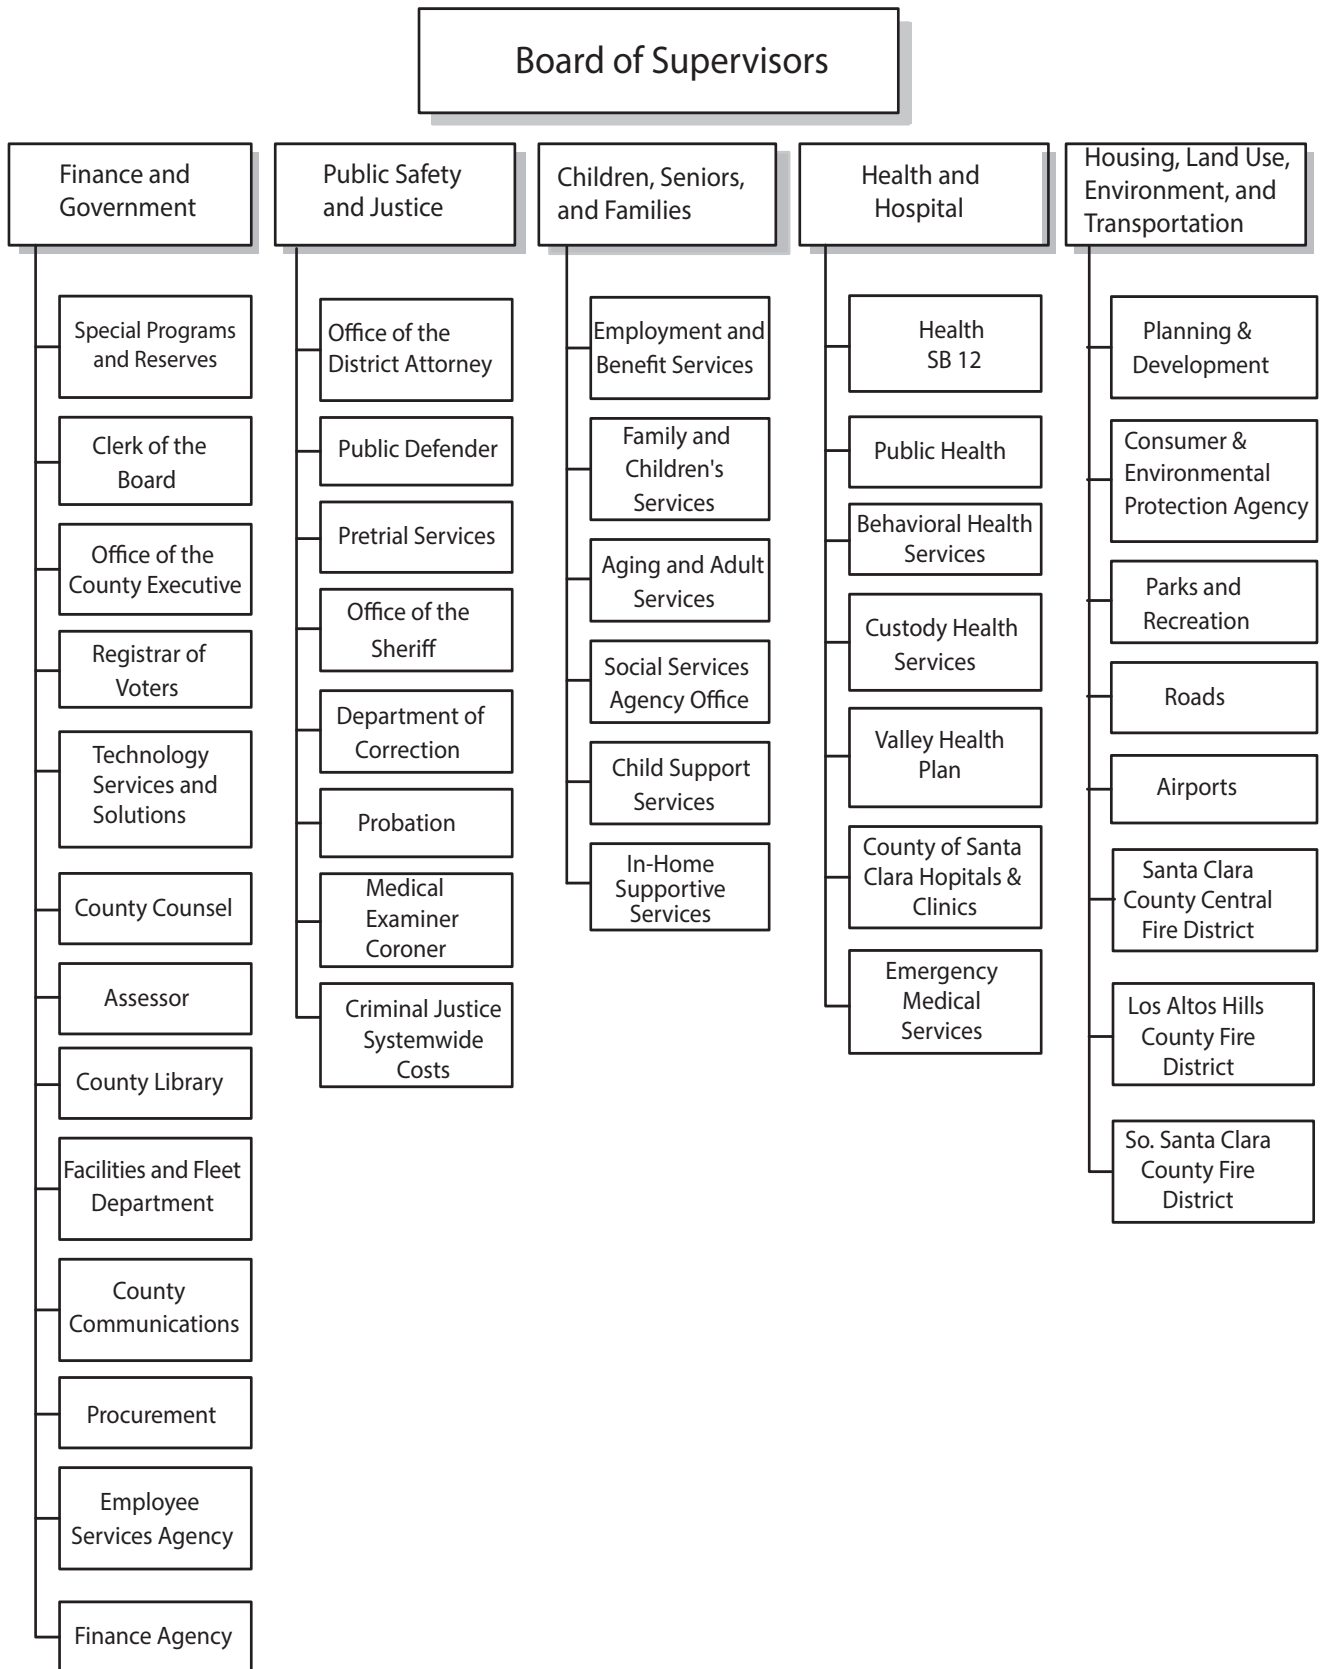 Board of Supervisors
Finance and
Government
Special Programs
and Reserves
Clerk of the
Board
Office of the
County Executive
Registrar of
Voters
Technology
Services and
Solutions
County Counsel
Assessor
County Library
Facilities and Fleet
Department
County
Communications
Procurement
Employee
Services Agency
Finance Agency
Public Safety
and Justice
Office of the
District Attorney
Public Defender
Pretrial Services
Office of the
Sheriff
Department of
Correction
Probation
Medical
Examiner
Coroner
Criminal Justice
Systemwide
Costs
Children, Seniors,
and Families
Employment and
Benefit Services
Family and
Children's
Services
Aging and Adult
Services
Social Services
Agency Office
Child Support
Services
In-Home
Supportive
Services
Health and
Hospital
Health
SB 12
Public Health
Behavioral Health
Services
Custody Health
Services
Valley Health
Plan
County of Santa
Clara Hopitals &
Clinics
Emergency
Medical
Services
Housing, Land Use,
Environment, and
Transportation
Planning &
Development
Consumer &
Environmental
Protection Agency
Parks and
Recreation
Roads
Airports
Santa Clara
County Central
Fire District
Los Altos Hills
County Fire
District
So. Santa Clara
County Fire
District